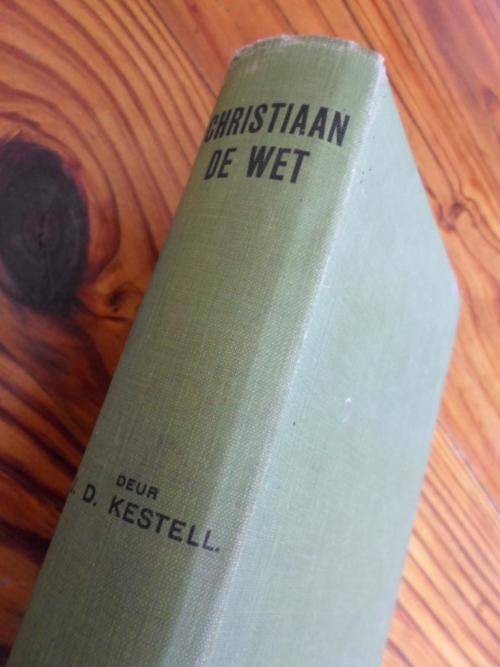 CHRISTIAAN
DE WET
DEUR
. D. KESTELL.